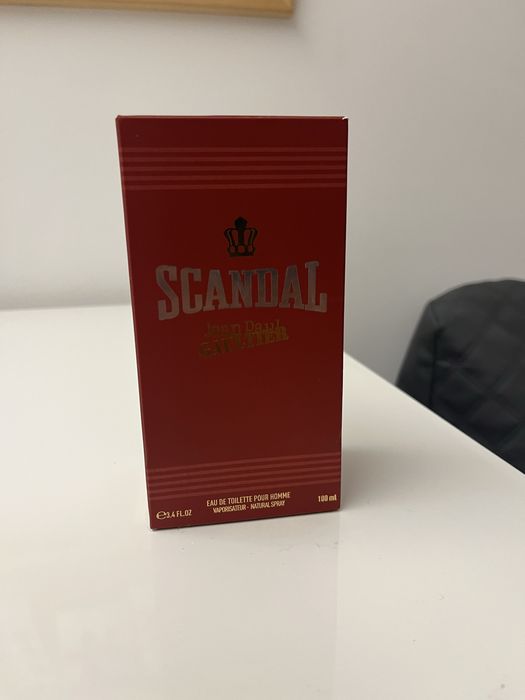 SCANDAL
Jean Paul
GAULTIER
EAU DE TOILETTE POUR HOMME
VAPORISATEUR - NATURAL SPRAY
℮3.4 FL.OZ
100 mL